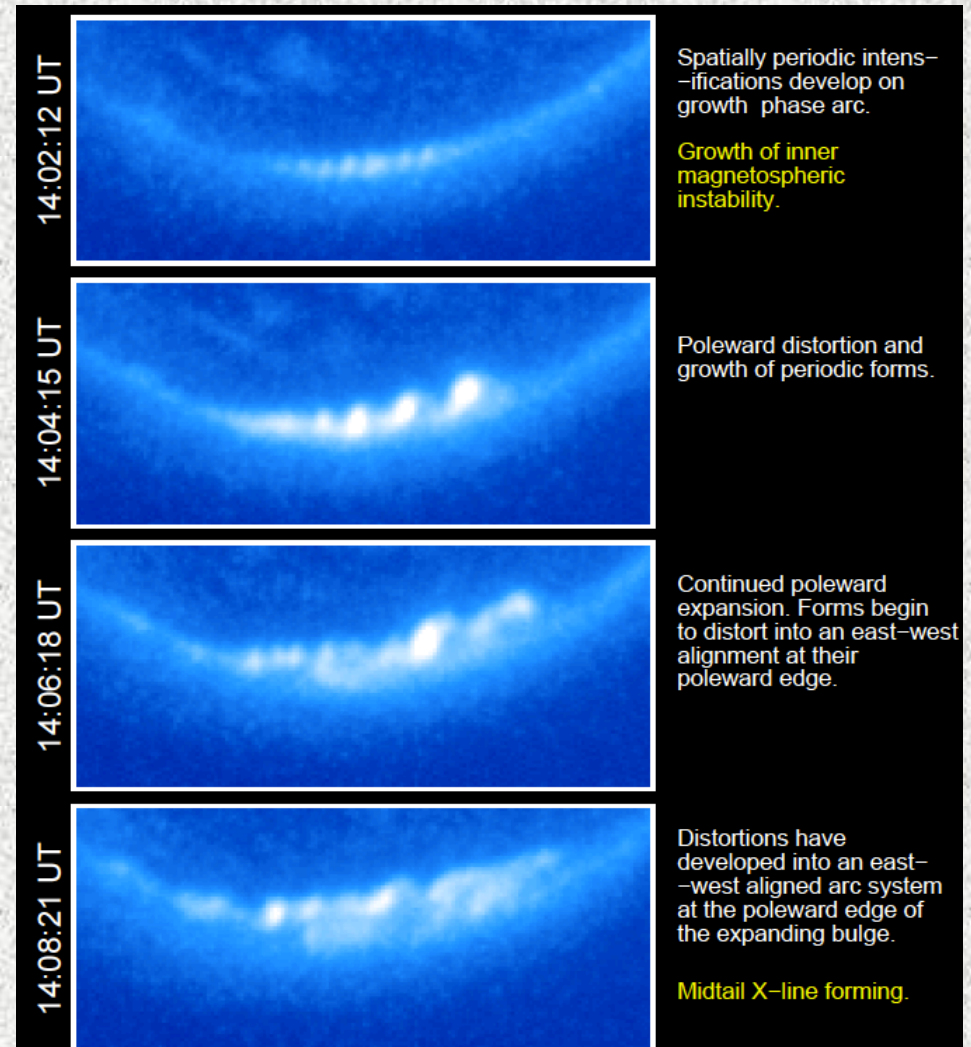 14:02:12 UT
Spatially periodic intens−
−ifications develop on
growth phase arc.
Growth of inner
magnetospheric
instability.
14:04:15 UT
Poleward distortion and
growth of periodic forms.
14:06:18 UT
Continued poleward
expansion. Forms begin
to distort into an east−west
alignment at their
poleward edge.
14:08:21 UT
Distortions have
developed into an east−
−west aligned arc system
at the poleward edge of
the expanding bulge.
Midtail X−line forming.